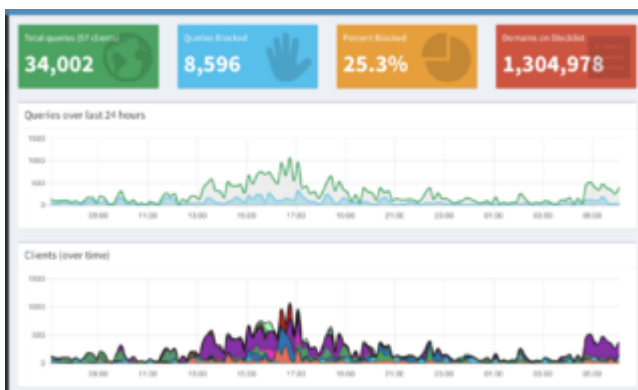 Total queries (57 clients)
34,002
Queries Blocked
8,596
Percent Blocked
25.3%
Domains on Blocklist
1,304,978
Queries over last 24 hours
1500
1000
500
0
09:00 11:00 13:00 15:00 17:00 19:00 21:00 23:00 01:00 03:00 05:00
Clients (over time)
1500
1000
500
0
09:00 11:00 13:00 15:00 17:00 19:00 21:00 23:00 01:00 03:00 05:00